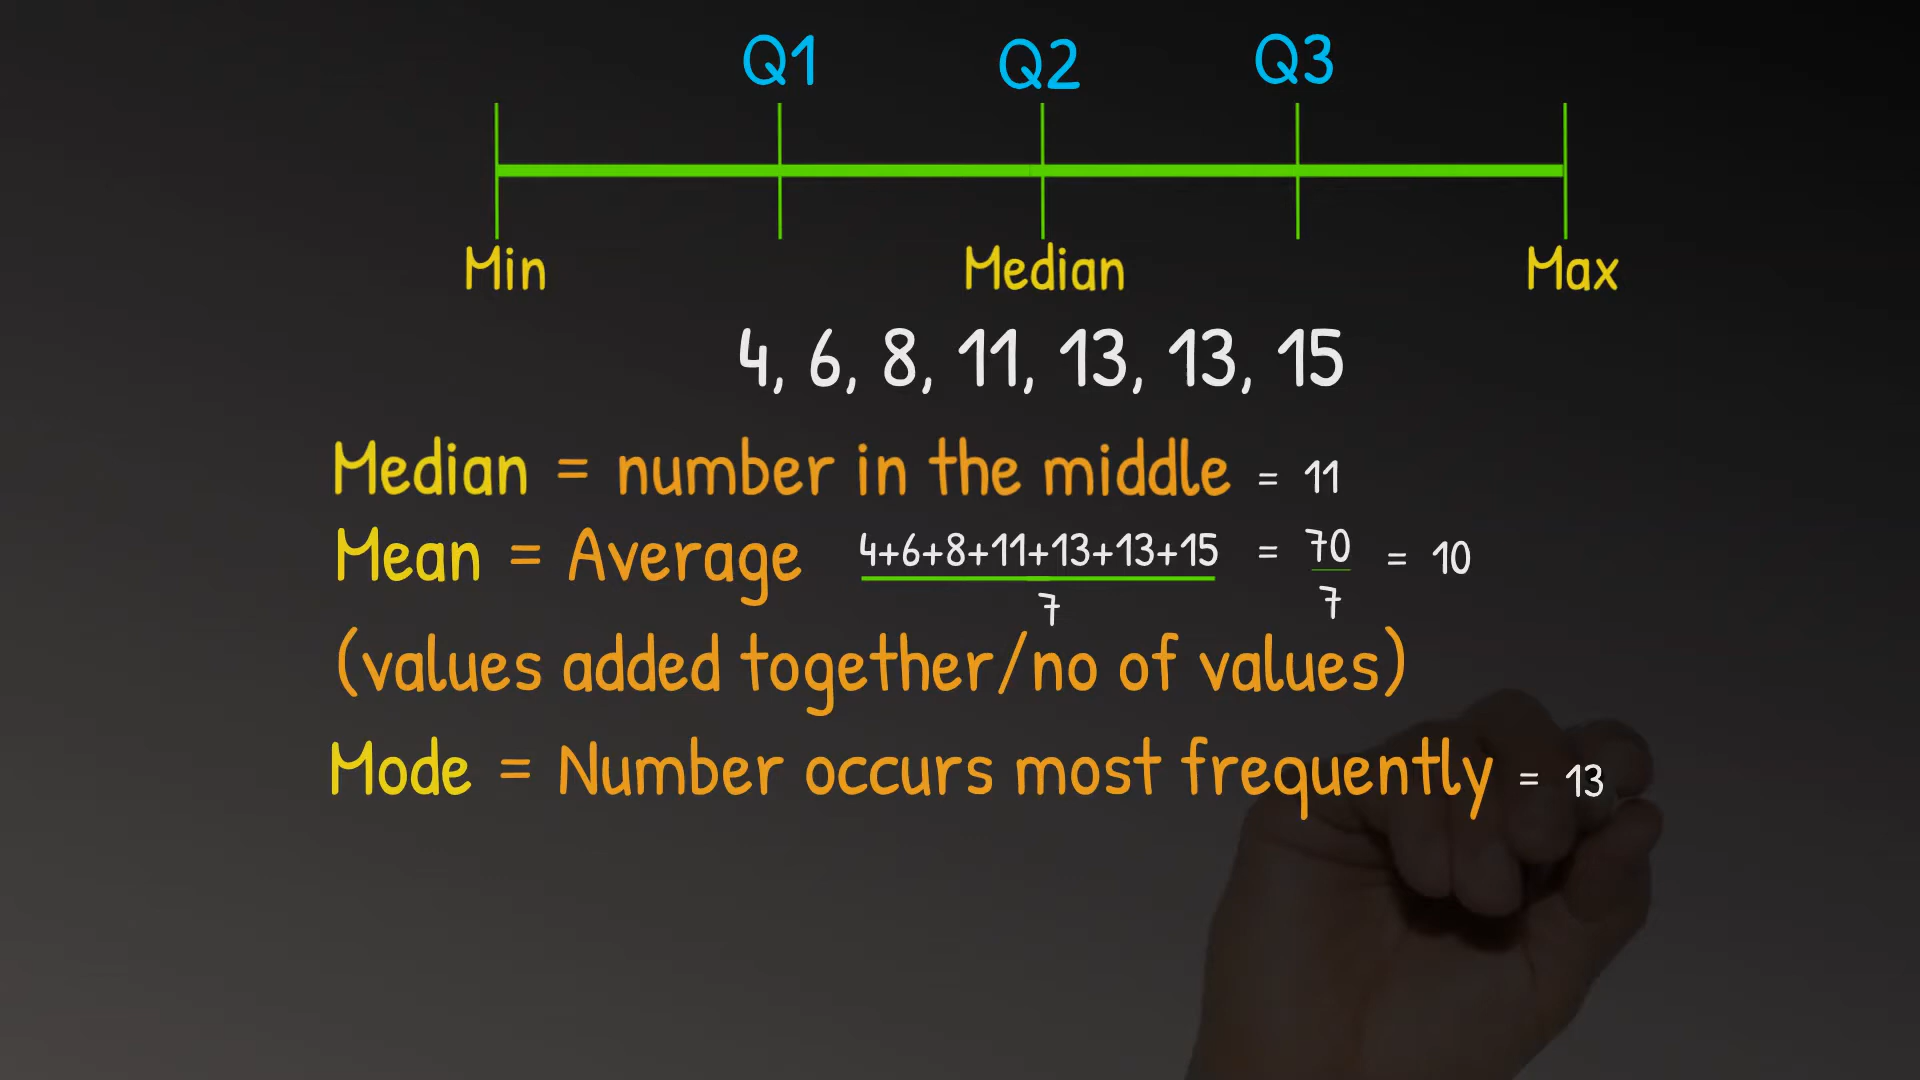 Q1 Q2 Q3
Min Median Max
4, 6, 8, 11, 13, 13, 15
Median = number in the middle = 11
Mean = Average 4+6+8+11+13+13+15 = 70 = 10
7 7
(values added together/no of values)
Mode = Number occurs most frequently = 13